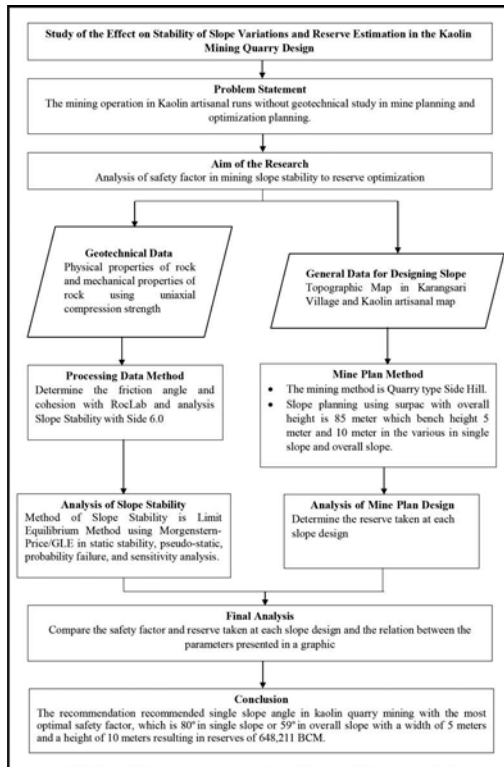 Study of the Effect on Stability of Slope Variations and Reserve Estimation in the Kaolin
Mining Quarry Design
Problem Statement
The mining operation in Kaolin artisanal runs without geotechnical study in mine planning and
optimization planning.
Aim of the Research
Analysis of safety factor in mining slope stability to reserve optimization
Geotechnical Data
Physical properties of rock
and mechanical properties of
rock using uniaxial
compression strength
General Data for Designing Slope
Topographic Map in Karangsari
Village and Kaolin artisanal map
Processing Data Method
Determine the friction angle and
cohesion with RocLab and analysis
Slope Stability with Side 6.0
Mine Plan Method
• The mining method is Quarry type Side Hill.
• Slope planning using surpac with overall
height is 85 meter which bench height 5
meter and 10 meter in the various in single
slope and overall slope.
Analysis of Slope Stability
Method of Slope Stability is Limit
Equilibrium Method using Morgenstern-
Price/GLE in static stability, pseudo-static,
probability failure, and sensitivity analysis.
Analysis of Mine Plan Design
Determine the reserve taken at each
slope design
Final Analysis
Compare the safety factor and reserve taken at each slope design and the relation between the
parameters presented in a graphic
Conclusion
The recommendation recommended single slope angle in kaolin quarry mining with the most
optimal safety factor, which is 80° in single slope or 59° in overall slope with a width of 5 meters
and a height of 10 meters resulting in reserves of 648,211 BCM.